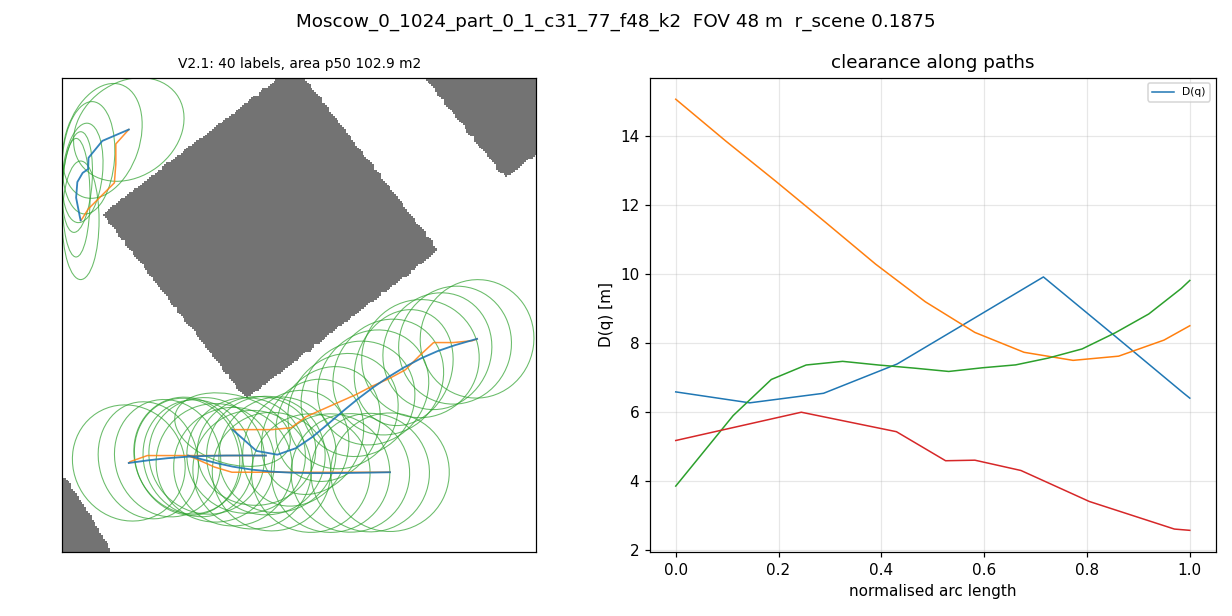 Moscow_0_1024_part_0_1_c31_77_f48_k2  FOV 48 m  r_scene 0.1875
V2.1: 40 labels, area p50 102.9 m2
clearance along paths
D(q)
D(q) [m]
14
12
10
8
6
4
2
0.0 0.2 0.4 0.6 0.8 1.0
normalised arc length